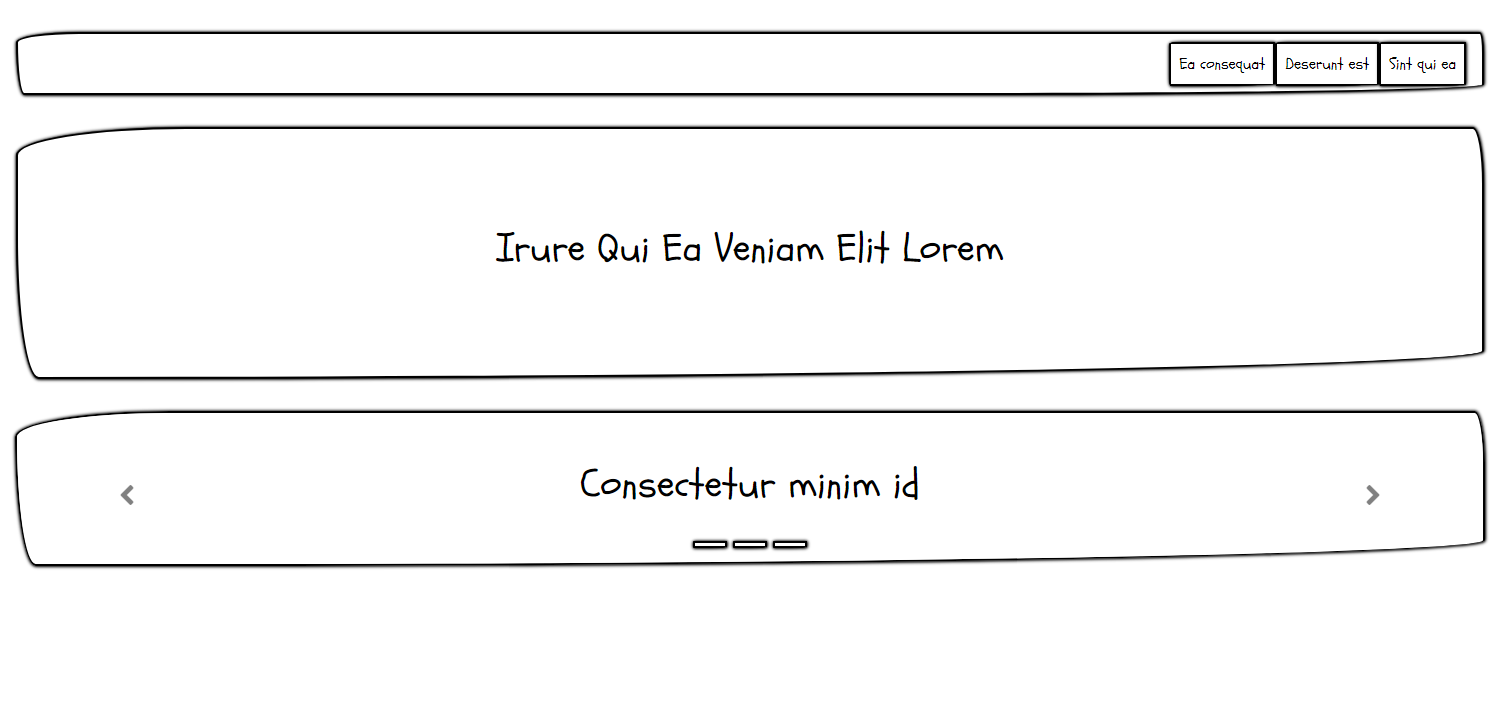 Ea consequat Deserunt est Sint qui ea
Irure Qui Ea Veniam Elit Lorem
Consectetur minim id